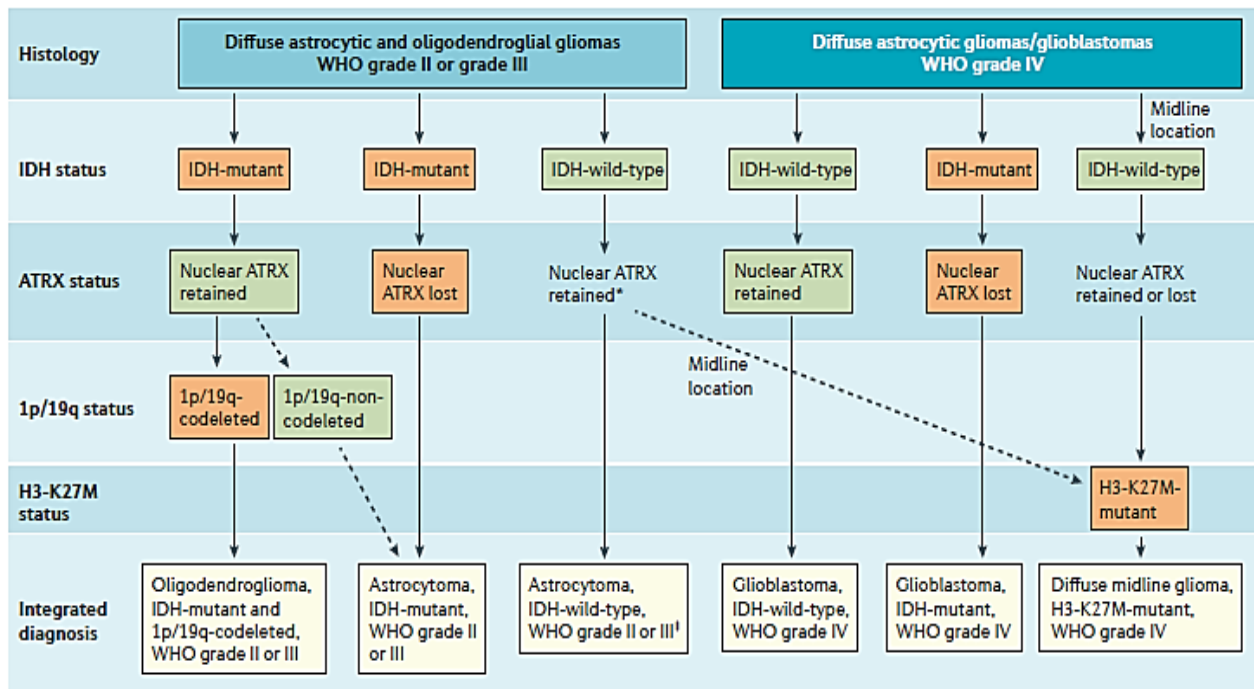 Histology
Diffuse astrocytic and oligodendroglial gliomas
WHO grade II or grade III
Diffuse astrocytic gliomas/glioblastomas
WHO grade IV
Midline
location
IDH status
IDH-mutant
IDH-mutant
IDH-wild-type
IDH-wild-type
IDH-mutant
IDH-wild-type
ATRX status
Nuclear ATRX
retained
Nuclear
ATRX lost
Nuclear ATRX
retained*
Nuclear ATRX
retained
Nuclear
ATRX lost
Nuclear ATRX
retained or lost
Midline
location
1p/19q status
1p/19q-
codeleted
1p/19q-non-
codeleted
H3-K27M
status
H3-K27M-
mutant
Integrated
diagnosis
Oligodendroglioma,
IDH-mutant and
1p/19q-codeleted,
WHO grade II or III
Astrocytoma,
IDH-mutant,
WHO grade II
or III
Astrocytoma,
IDH-wild-type,
WHO grade II or III‡
Glioblastoma,
IDH-wild-type,
WHO grade IV
Glioblastoma,
IDH-mutant,
WHO grade IV
Diffuse midline glioma,
H3-K27M-mutant,
WHO grade IV